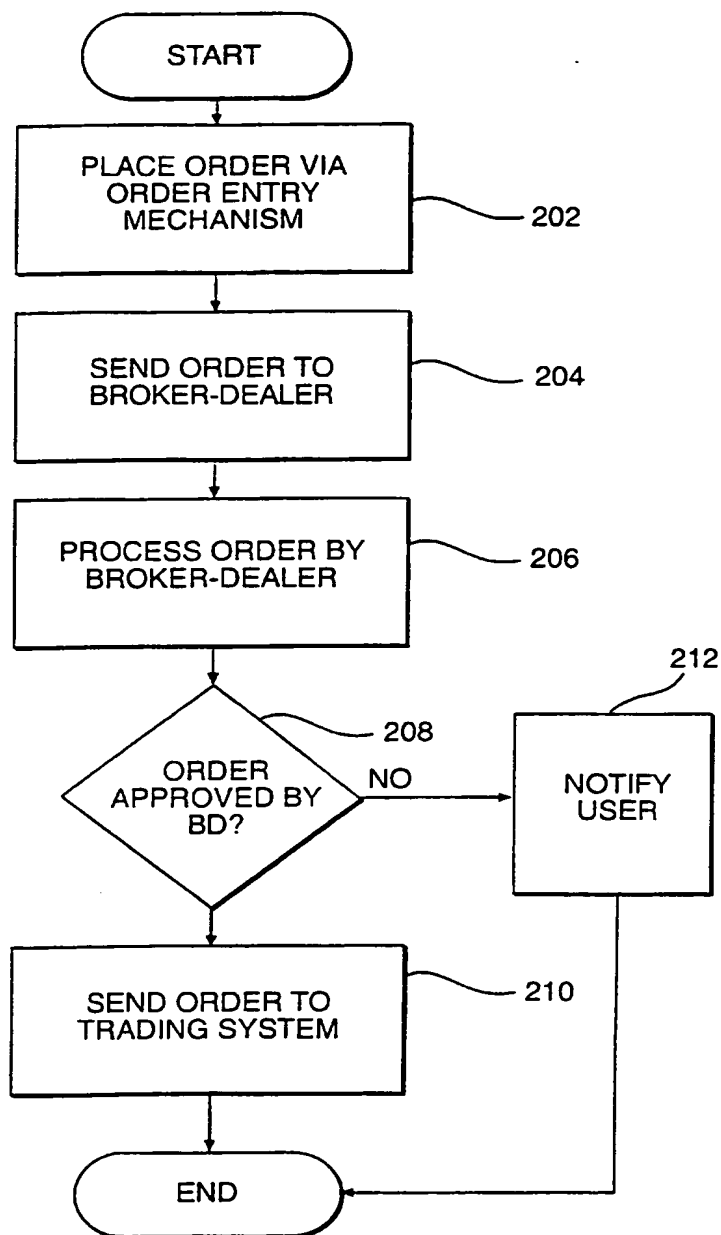 START
PLACE ORDER VIA
ORDER ENTRY
MECHANISM
202
SEND ORDER TO
BROKER-DEALER
204
PROCESS ORDER BY
BROKER-DEALER
206
212
208
ORDER
APPROVED BY
BD?
NO
NOTIFY
USER
SEND ORDER TO
TRADING SYSTEM
210
END